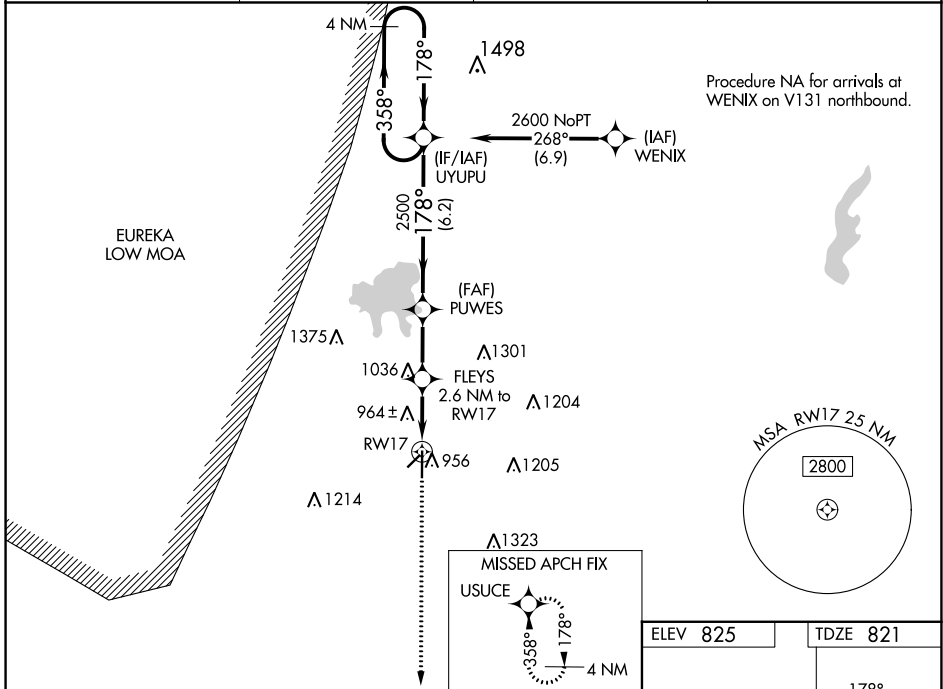 4 NM
178°
358°
1498
Procedure NA for arrivals at
WENIX on V131 northbound.
2600 NoPT
268°
(6.9)
(IAF)
WENIX
(IF/IAF)
UYUPU
2500
178°
(6.2)
EUREKA
LOW MOA
(FAF)
PUWES
1375
1301
1036
FLEYS
2.6 NM to
RW17
1204
964 ±
RW17
956
1205
1214
MSA RW17 25 NM
2800
1323
MISSED APCH FIX
USUCE
358°
178°
4 NM
ELEV 825
TDZE 821
178°